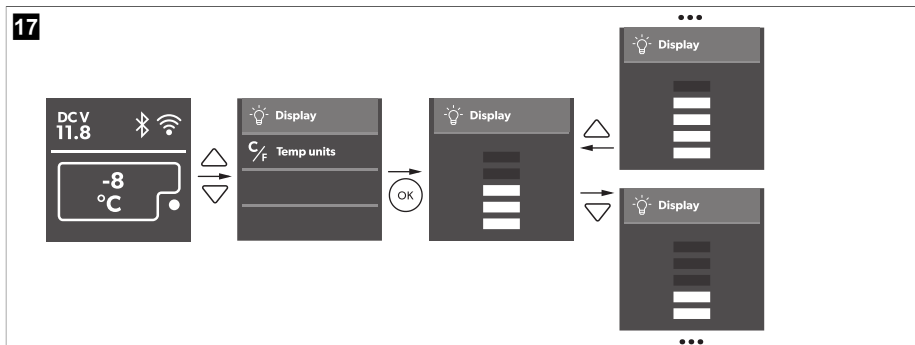 17
DC V
11.8
-8
°C
Display
C/F Temp units
OK
Display
Display
Display